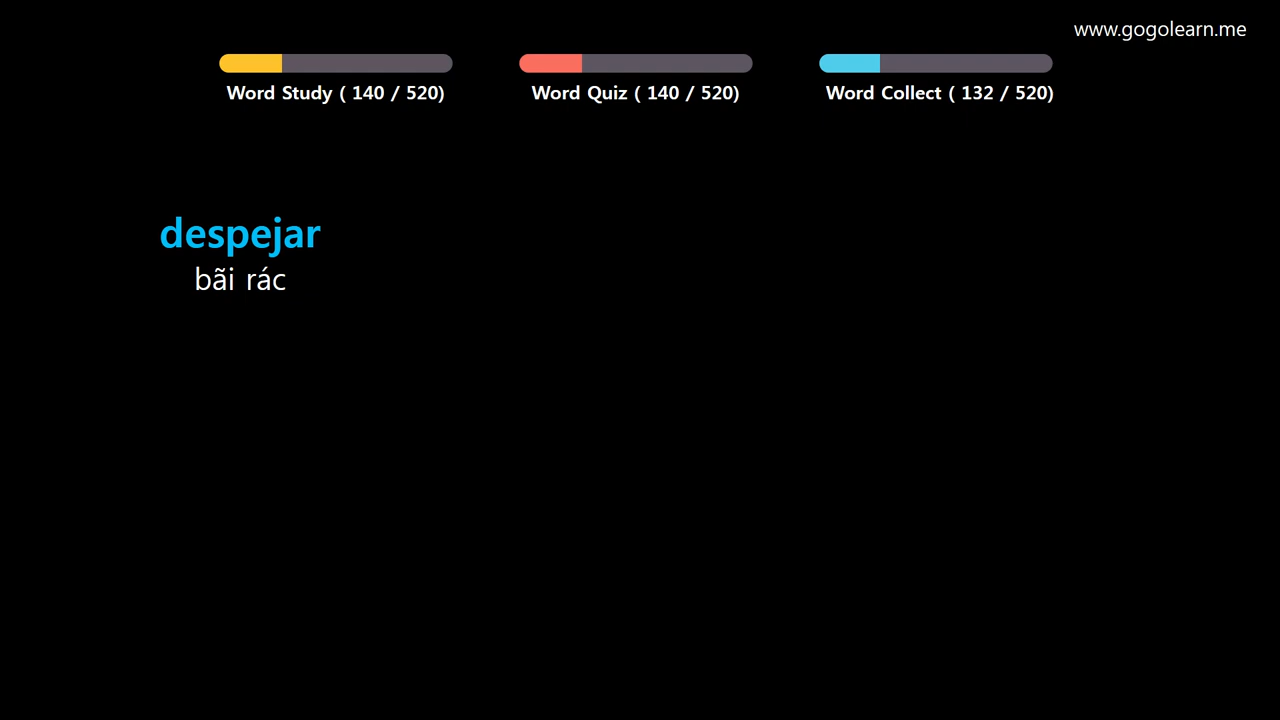 www.gogolearn.me
Word Study ( 140 / 520)
Word Quiz ( 140 / 520)
Word Collect ( 132 / 520)
despejar
bãi rác